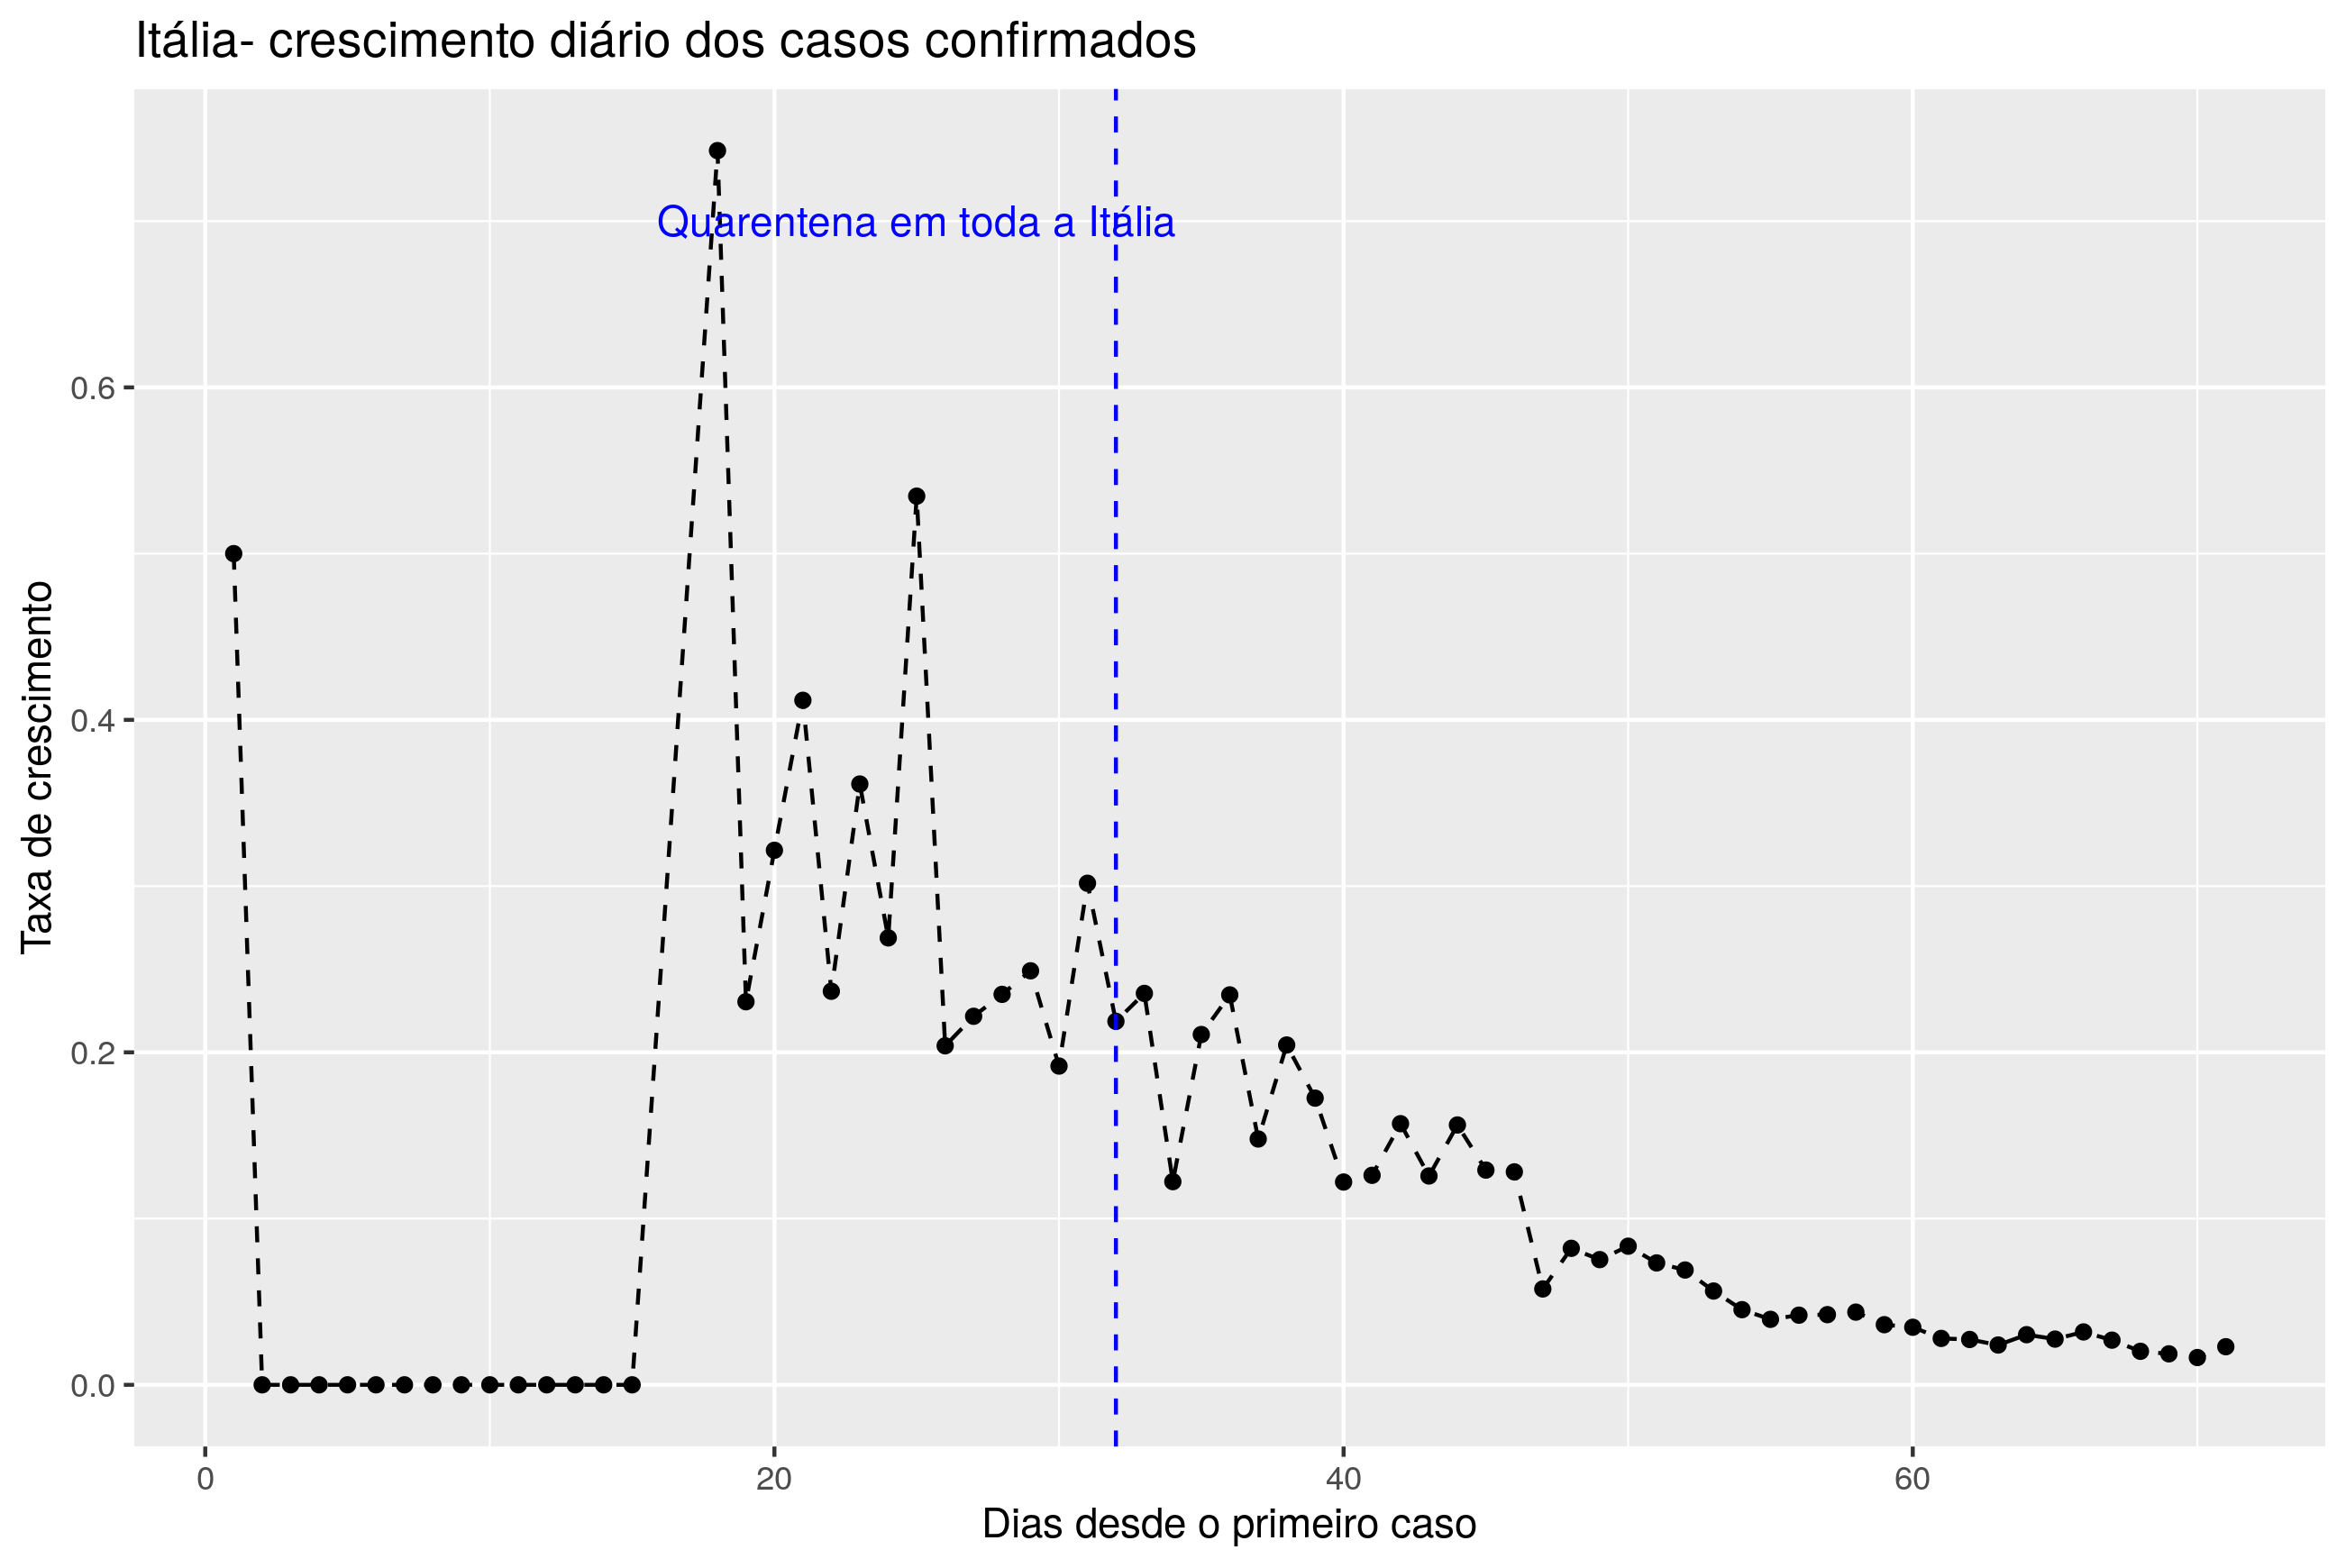 Itália- crescimento diário dos casos confirmados
Quarentena em toda a Itália
Taxa de crescimento
0.6
0.4
0.2
0.0
0
20
40
60
Dias desde o primeiro caso